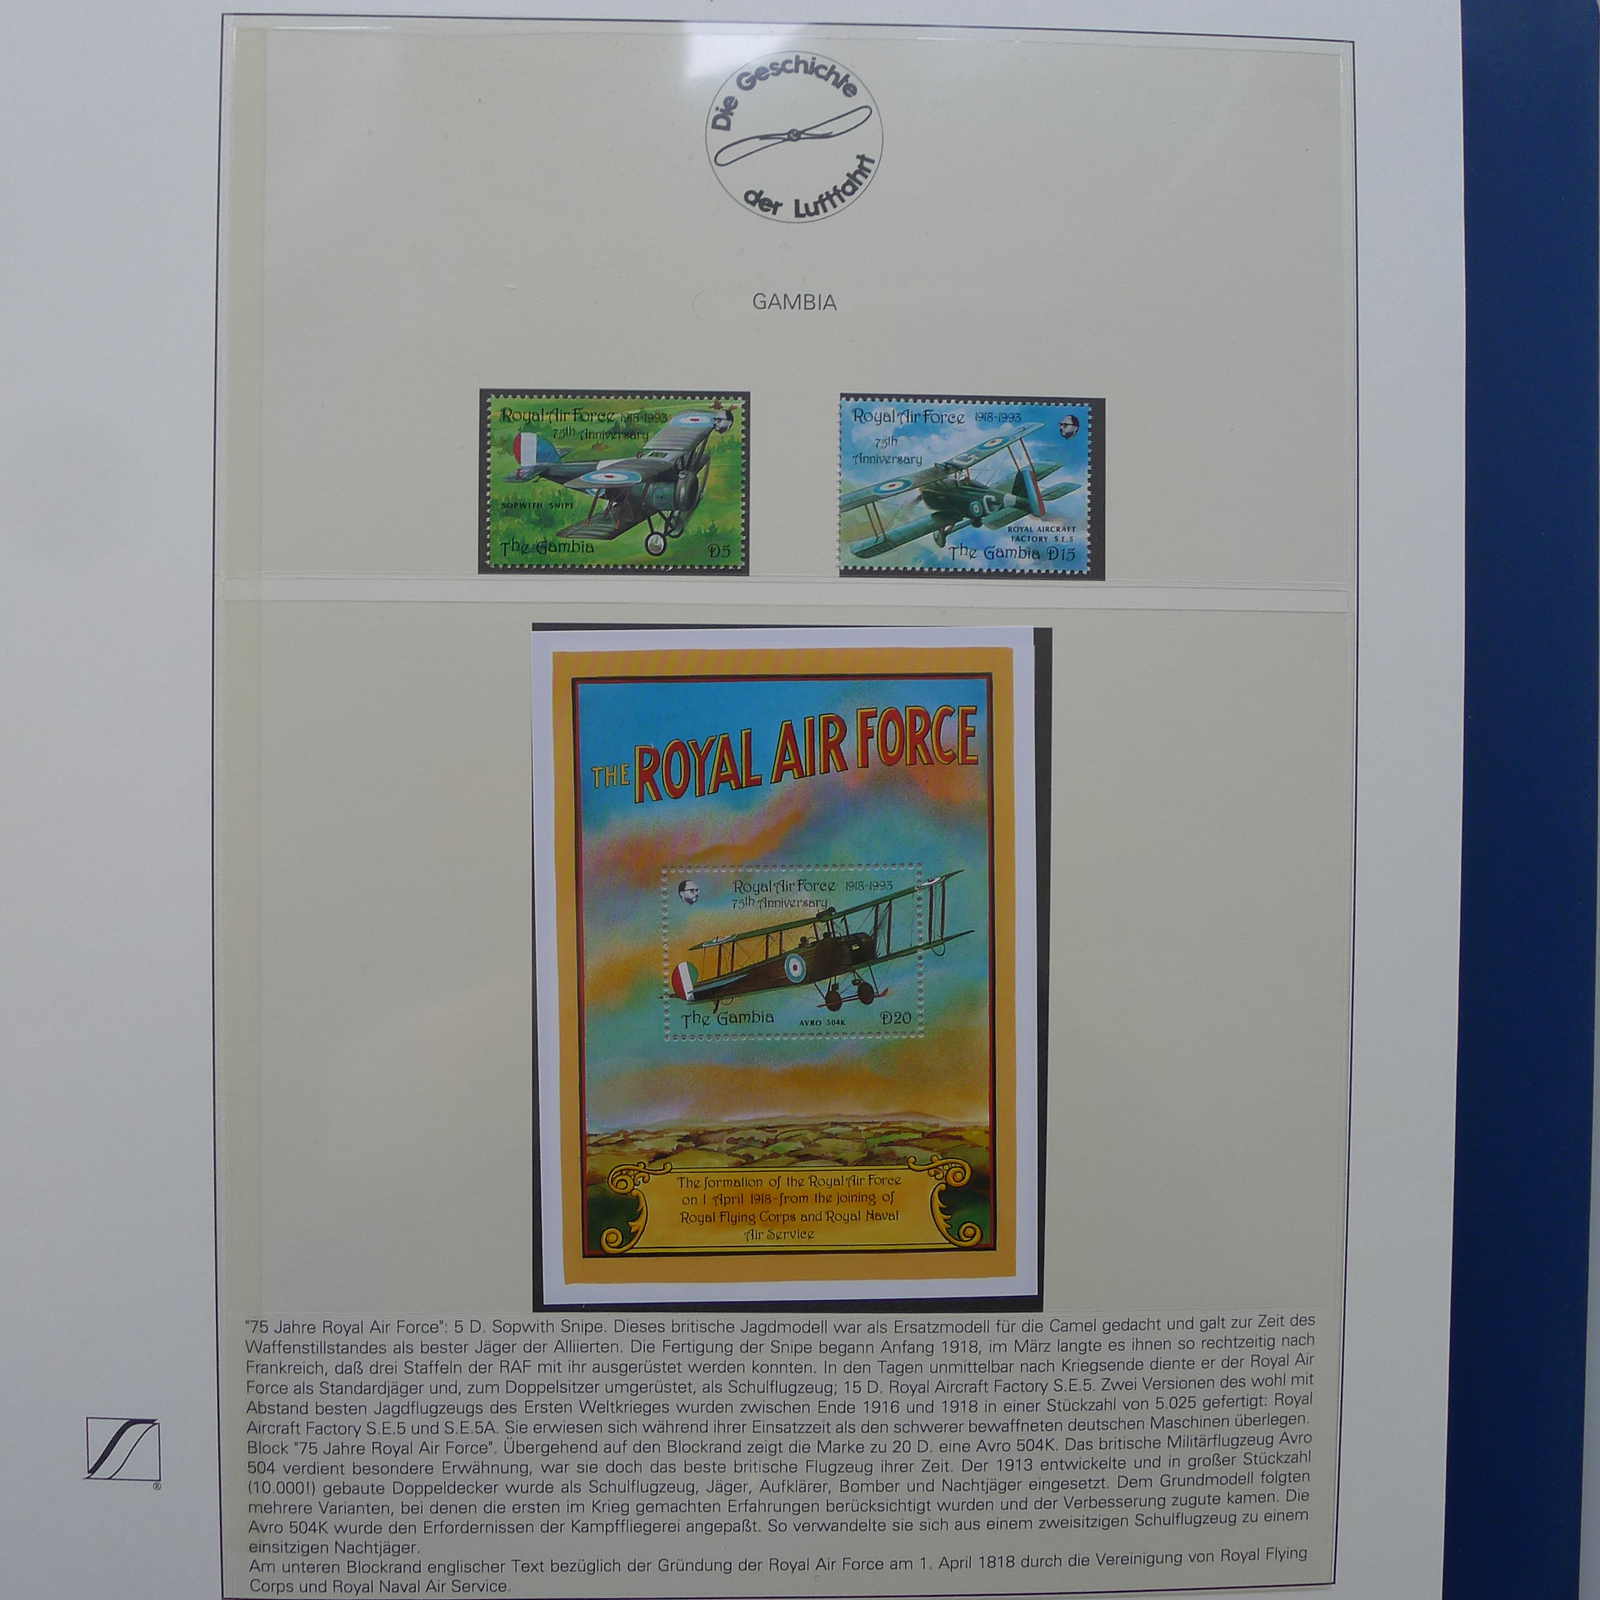 Die Geschichte
der Luftfahrt
GAMBIA
Royal Air Force 1918-1993
75th Anniversary
SOPWITH SNIPE
The Gambia D5
Royal Air Force 1918-1993
75th
Anniversary
ROYAL AIRCRAFT
FACTORY S E.5
The Gambia D15
THE ROYAL AIR FORCE
Royal Air Force 1918-1993
75th Anniversary
The Gambia AVRO 504K D20
The formation of the Royal Air Force
on 1 April 1918-from the joining of
Royal Flying Corps and Royal Naval
Air Service
"75 Jahre Royal Air Force": 5 D. Sopwith Snipe. Dieses britische Jagdmodell war als Ersatzmodell für die Camel gedacht und galt zur Zeit des
Waffenstillstandes als bester Jäger der Alliierten. Die Fertigung der Snipe begann Anfang 1918, im März langte es ihnen so rechtzeitig nach
Frankreich, daß drei Staffeln der RAF mit ihr ausgerüstet werden konnten. In den Tagen unmittelbar nach Kriegsende diente er der Royal Air
Force als Standardjäger und, zum Doppelsitzer umgerüstet, als Schulflugzeug; 15 D. Royal Aircraft Factory S.E.5. Zwei Versionen des wohl mit
Abstand besten Jagdflugzeugs des Ersten Weltkrieges wurden zwischen Ende 1916 und 1918 in einer Stückzahl von 5.025 gefertigt: Royal
Aircraft Factory S.E.5 und S.E.5A. Sie erwiesen sich während ihrer Einsatzzeit als den schwerer bewaffneten deutschen Maschinen überlegen.
Block "75 Jahre Royal Air Force". Übergehend auf den Blockrand zeigt die Marke zu 20 D. eine Avro 504K. Das britische Militärflugzeug Avro
504 verdient besondere Erwähnung, war sie doch das beste britische Flugzeug ihrer Zeit. Der 1913 entwickelte und in großer Stückzahl
(10.000!) gebaute Doppeldecker wurde als Schulflugzeug, Jäger, Aufklärer, Bomber und Nachtjäger eingesetzt. Dem Grundmodell folgten
mehrere Varianten, bei denen die ersten im Krieg gemachten Erfahrungen berücksichtigt wurden und der Verbesserung zugute kamen. Die
Avro 504K wurde den Erfordernissen der Kampffliegerei angepaßt. So verwandelte sie sich aus einem zweisitzigen Schulflugzeug zu einem
einsitzigen Nachtjäger.
Am unteren Blockrand englischer Text bezüglich der Gründung der Royal Air Force am 1. April 1818 durch die Vereinigung von Royal Flying
Corps und Royal Naval Air Service.
®